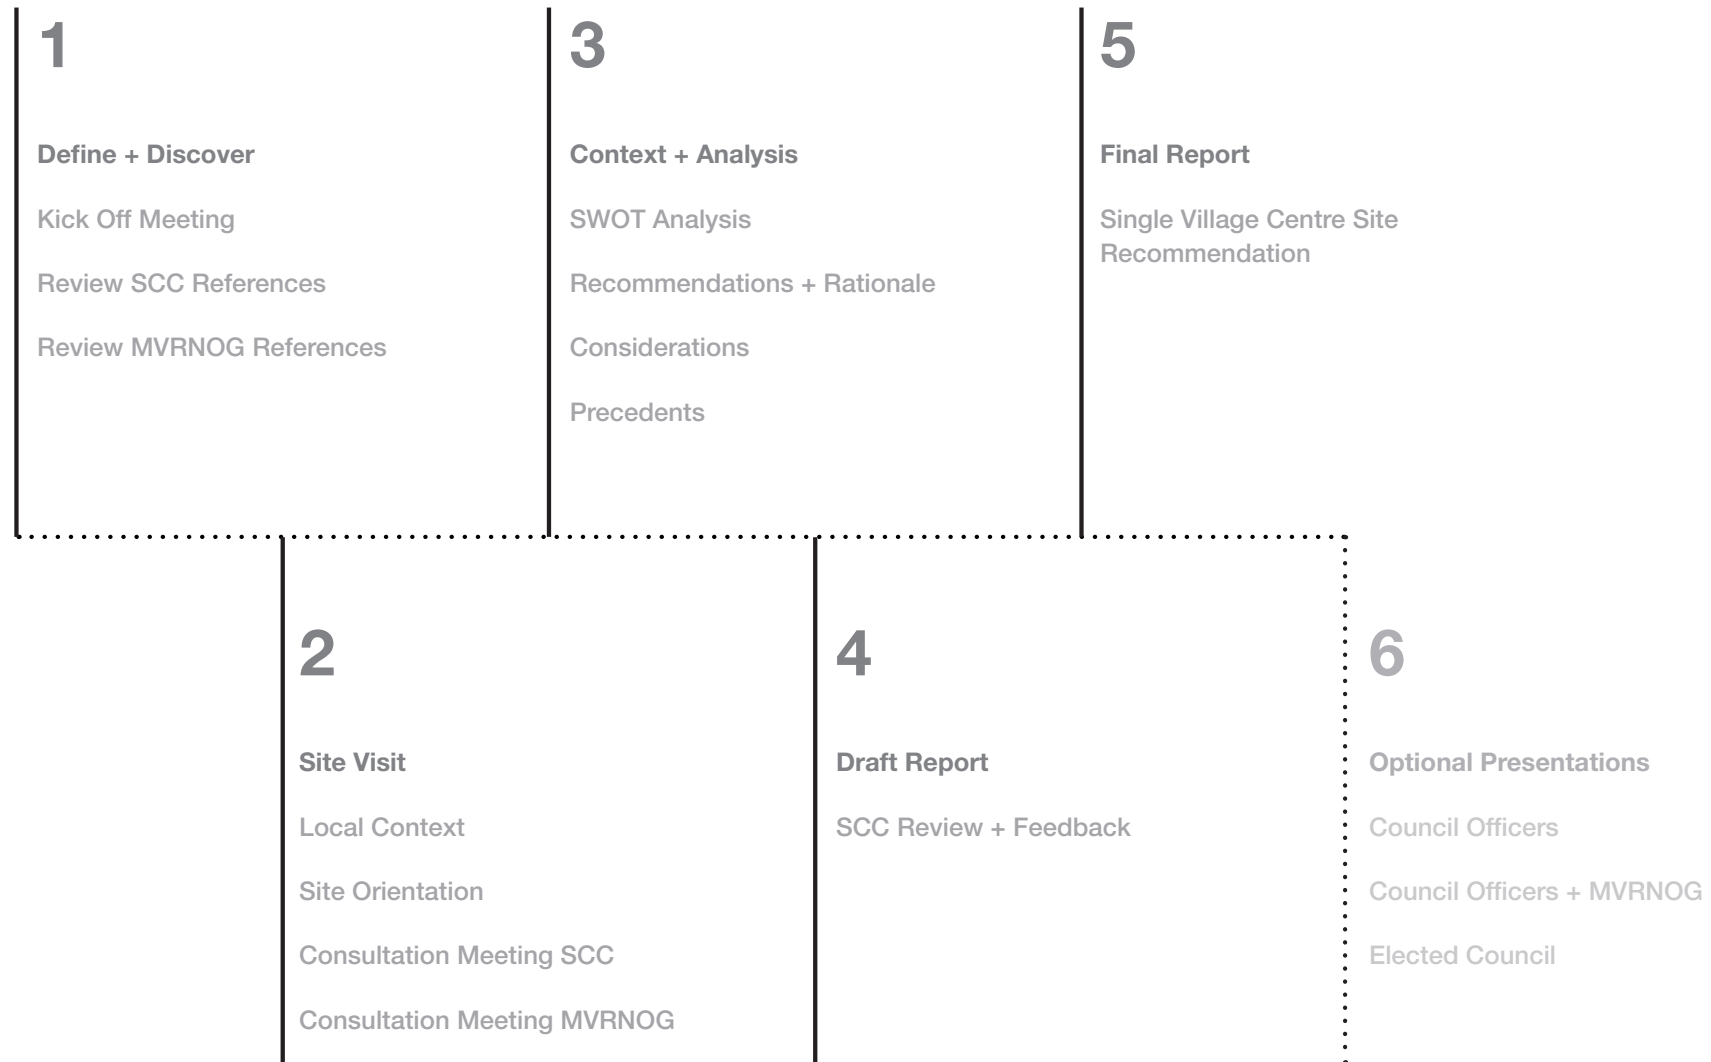 1
Define + Discover
Kick Off Meeting
Review SCC References
Review MVRNOG References
2
Site Visit
Local Context
Site Orientation
Consultation Meeting SCC
Consultation Meeting MVRNOG
3
Context + Analysis
SWOT Analysis
Recommendations + Rationale
Considerations
Precedents
4
Draft Report
SCC Review + Feedback
5
Final Report
Single Village Centre Site
Recommendation
6
Optional Presentations
Council Officers
Council Officers + MVRNOG
Elected Council